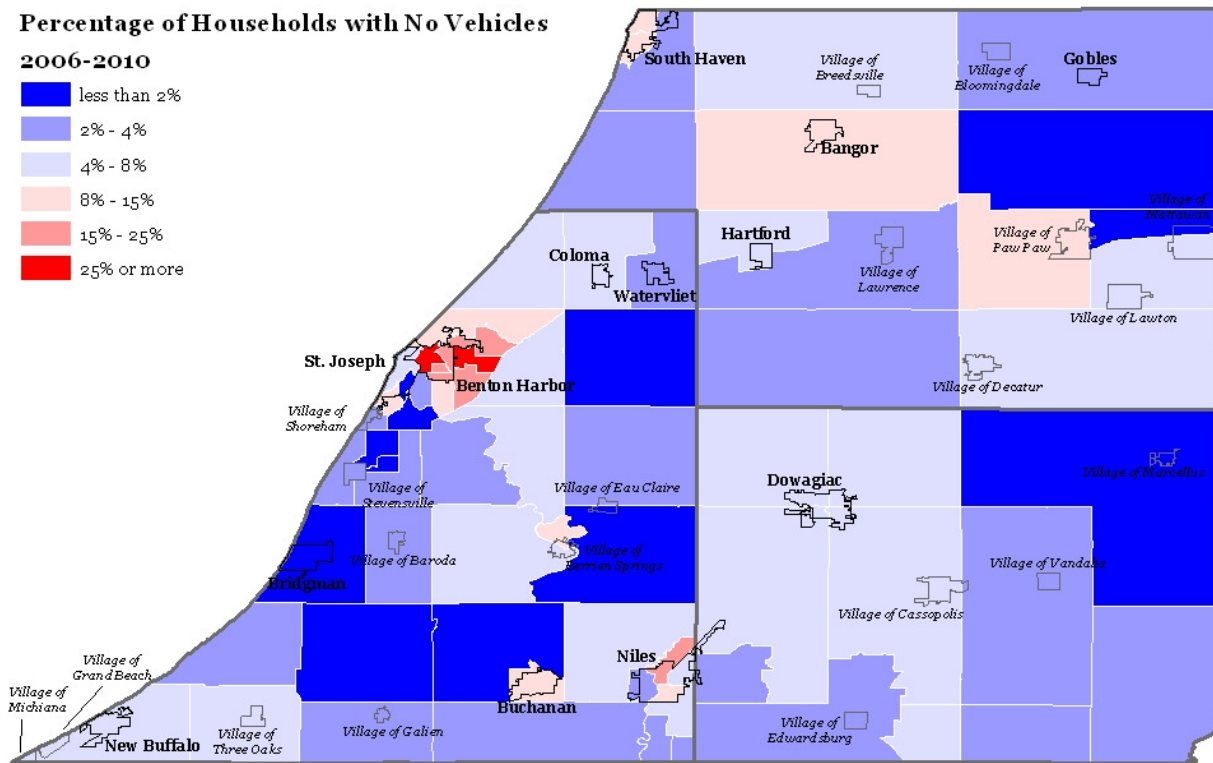 Percentage of Households with No Vehicles
2006-2010
less than 2%
2% - 4%
4% - 8%
8% - 15%
15% - 25%
25% or more
South Haven
Village of
Breedsville
Village of
Bloomingdale
Gobles
Bangor
Village of
Mattawan
Hartford
Village of
Lawrence
Village of
Paw Paw
Coloma
Watervliet
Village of Lawton
St. Joseph
Benton Harbor
Village of Decatur
Village of
Shoreham
Village of
Stevensville
Village of Eau Claire
Dowagiac
Village of Marcellus
Bridgman
Village of Baroda
Village of
Berrien Springs
Village of Vandalia
Village of Cassopolis
Village of
Grand Beach
Village of
Michiana
Niles
New Buffalo
Village of
Three Oaks
Village of Galien
Buchanan
Village of
Edwardsburg